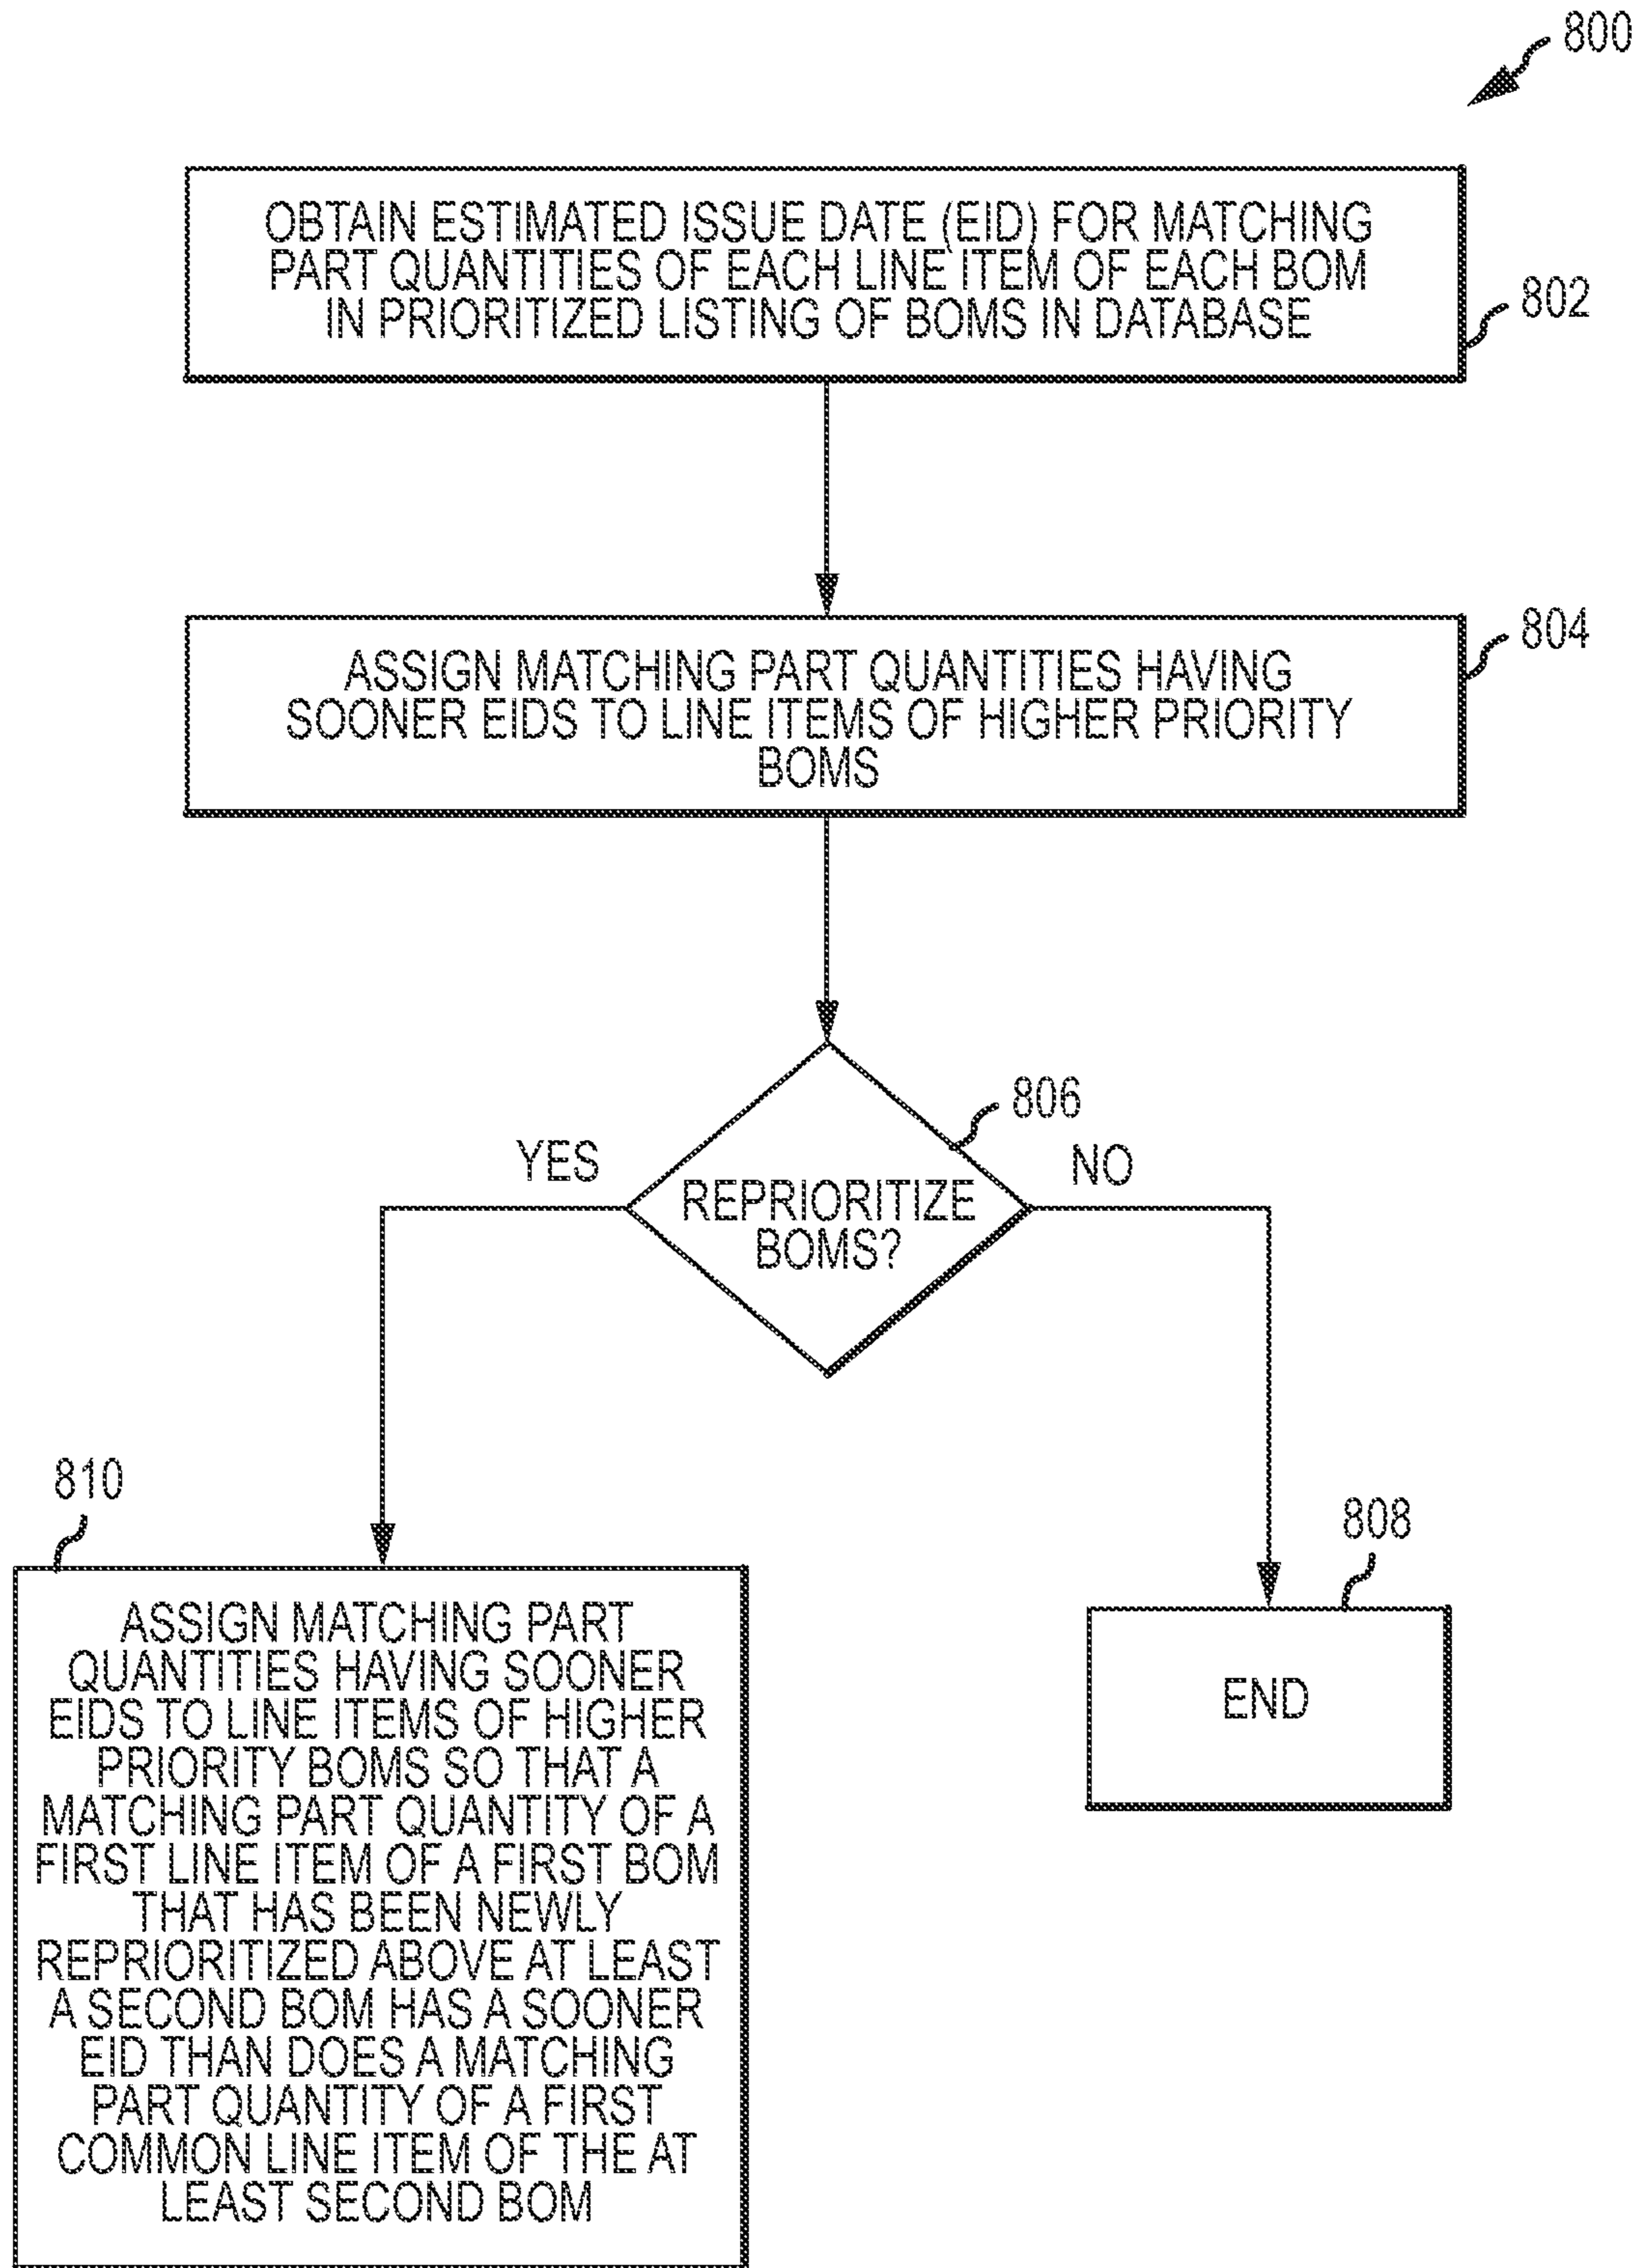 800
OBTAIN ESTIMATED ISSUE DATE (EID) FOR MATCHING
PART QUANTITIES OF EACH LINE ITEM OF EACH BOM
IN PRIORITIZED LISTING OF BOMS IN DATABASE
802
ASSIGN MATCHING PART QUANTITIES HAVING
SOONER EIDS TO LINE ITEMS OF HIGHER PRIORITY
BOMS
804
806
YES
NO
REPRIORITIZE
BOMS?
810
ASSIGN MATCHING PART
QUANTITIES HAVING SOONER
EIDS TO LINE ITEMS OF HIGHER
PRIORITY BOMS SO THAT A
MATCHING PART QUANTITY OF A
FIRST LINE ITEM OF A FIRST BOM
THAT HAS BEEN NEWLY
REPRIORITIZED ABOVE AT LEAST
A SECOND BOM HAS A SOONER
EID THAN DOES A MATCHING
PART QUANTITY OF A FIRST
COMMON LINE ITEM OF THE AT
LEAST SECOND BOM
808
END